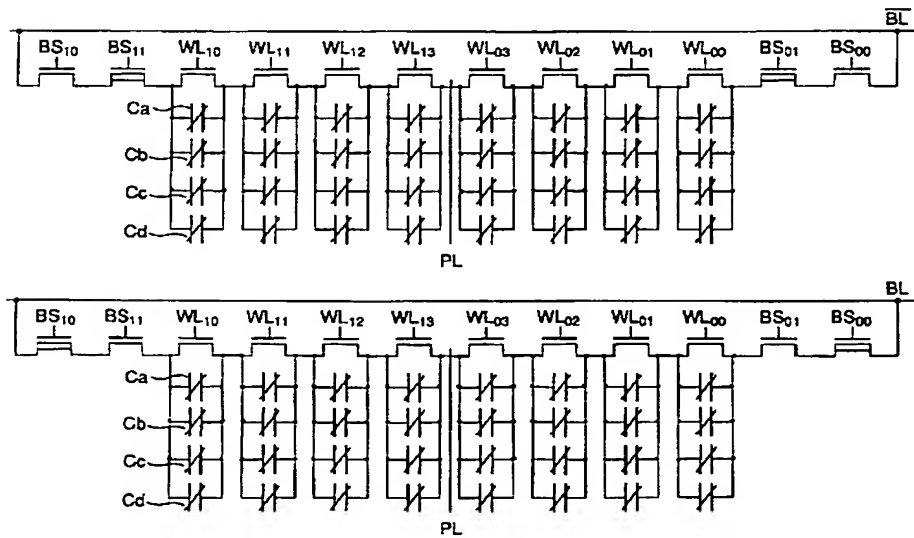 B̅L̅
BS₁₀ BS₁₁ WL₁₀ WL₁₁ WL₁₂ WL₁₃ WL₀₃ WL₀₂ WL₀₁ WL₀₀ BS₀₁ BS₀₀
Ca
Cb
Cc
Cd
PL
BL
BS₁₀ BS₁₁ WL₁₀ WL₁₁ WL₁₂ WL₁₃ WL₀₃ WL₀₂ WL₀₁ WL₀₀ BS₀₁ BS₀₀
Ca
Cb
Cc
Cd
PL